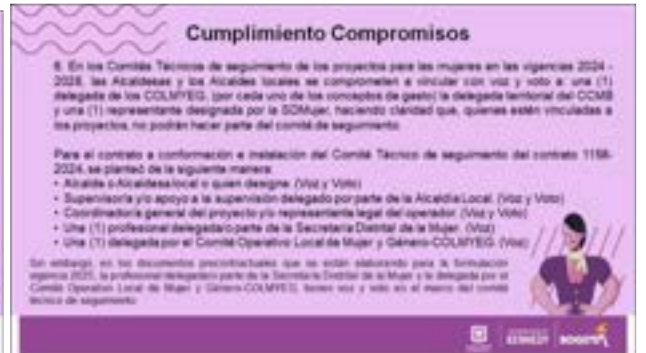 Cumplimiento Compromisos
6. En los Comités Técnicos de seguimiento de los proyectos para las mujeres en las vigencias 2024 -
2028, las Alcaldesas y los Alcaldes locales se comprometen a vincular con voz y voto a: una (1)
delegada de los COLMYEG, (por cada uno de los conceptos de gasto) la delegada territorial del CCMB
y una (1) representante designada por la SDMujer, haciendo claridad que, quienes estén vinculadas a
los proyectos, no podrán hacer parte del comité de seguimiento.
Para el contrato a conformación e instalación del Comité Técnico de seguimiento del contrato 1158-
2024, se planteó de la siguiente manera:
• Alcalde o Alcaldesa local o quien designe. (Voz y Voto)
• Supervisor/a y/o apoyo a la supervisión delegado por parte de la Alcaldía Local. (Voz y Voto)
• Coordinador/a general del proyecto y/o representante legal del operador. (Voz y Voto)
• Una (1) profesional delegada/o parte de la Secretaría Distrital de la Mujer. (Voz)
• Una (1) delegada por el Comité Operativo Local de Mujer y Género-COLMYEG. (Voz)
Sin embargo, en los documentos precontractuales que se están elaborando para la formulación
vigencia 2025, la profesional delegada/o parte de la Secretaría Distrital de la Mujer y la delegada por el
Comité Operativo Local de Mujer y Género-COLMYEG, tienen voz y voto en el marco del comité
técnico de seguimiento.
KENNEDY BOGOTÁ